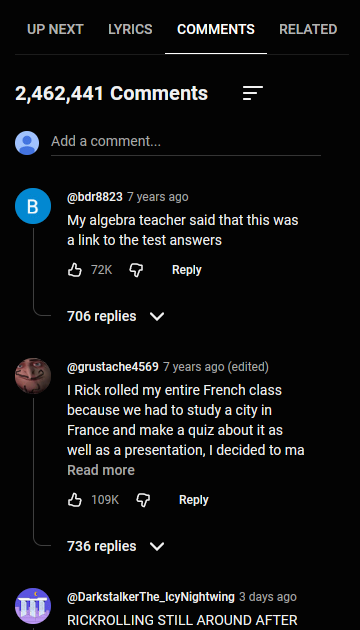 UP NEXT LYRICS COMMENTS RELATED
2,462,441 Comments
Add a comment...
B
@bdr8823 7 years ago
My algebra teacher said that this was
a link to the test answers
72K Reply
706 replies
@grustache4569 7 years ago (edited)
I Rick rolled my entire French class
because we had to study a city in
France and make a quiz about it as
well as a presentation, I decided to ma
Read more
109K Reply
736 replies
@DarkstalkerThe_IcyNightwing 3 days ago
RICKROLLING STILL AROUND AFTER